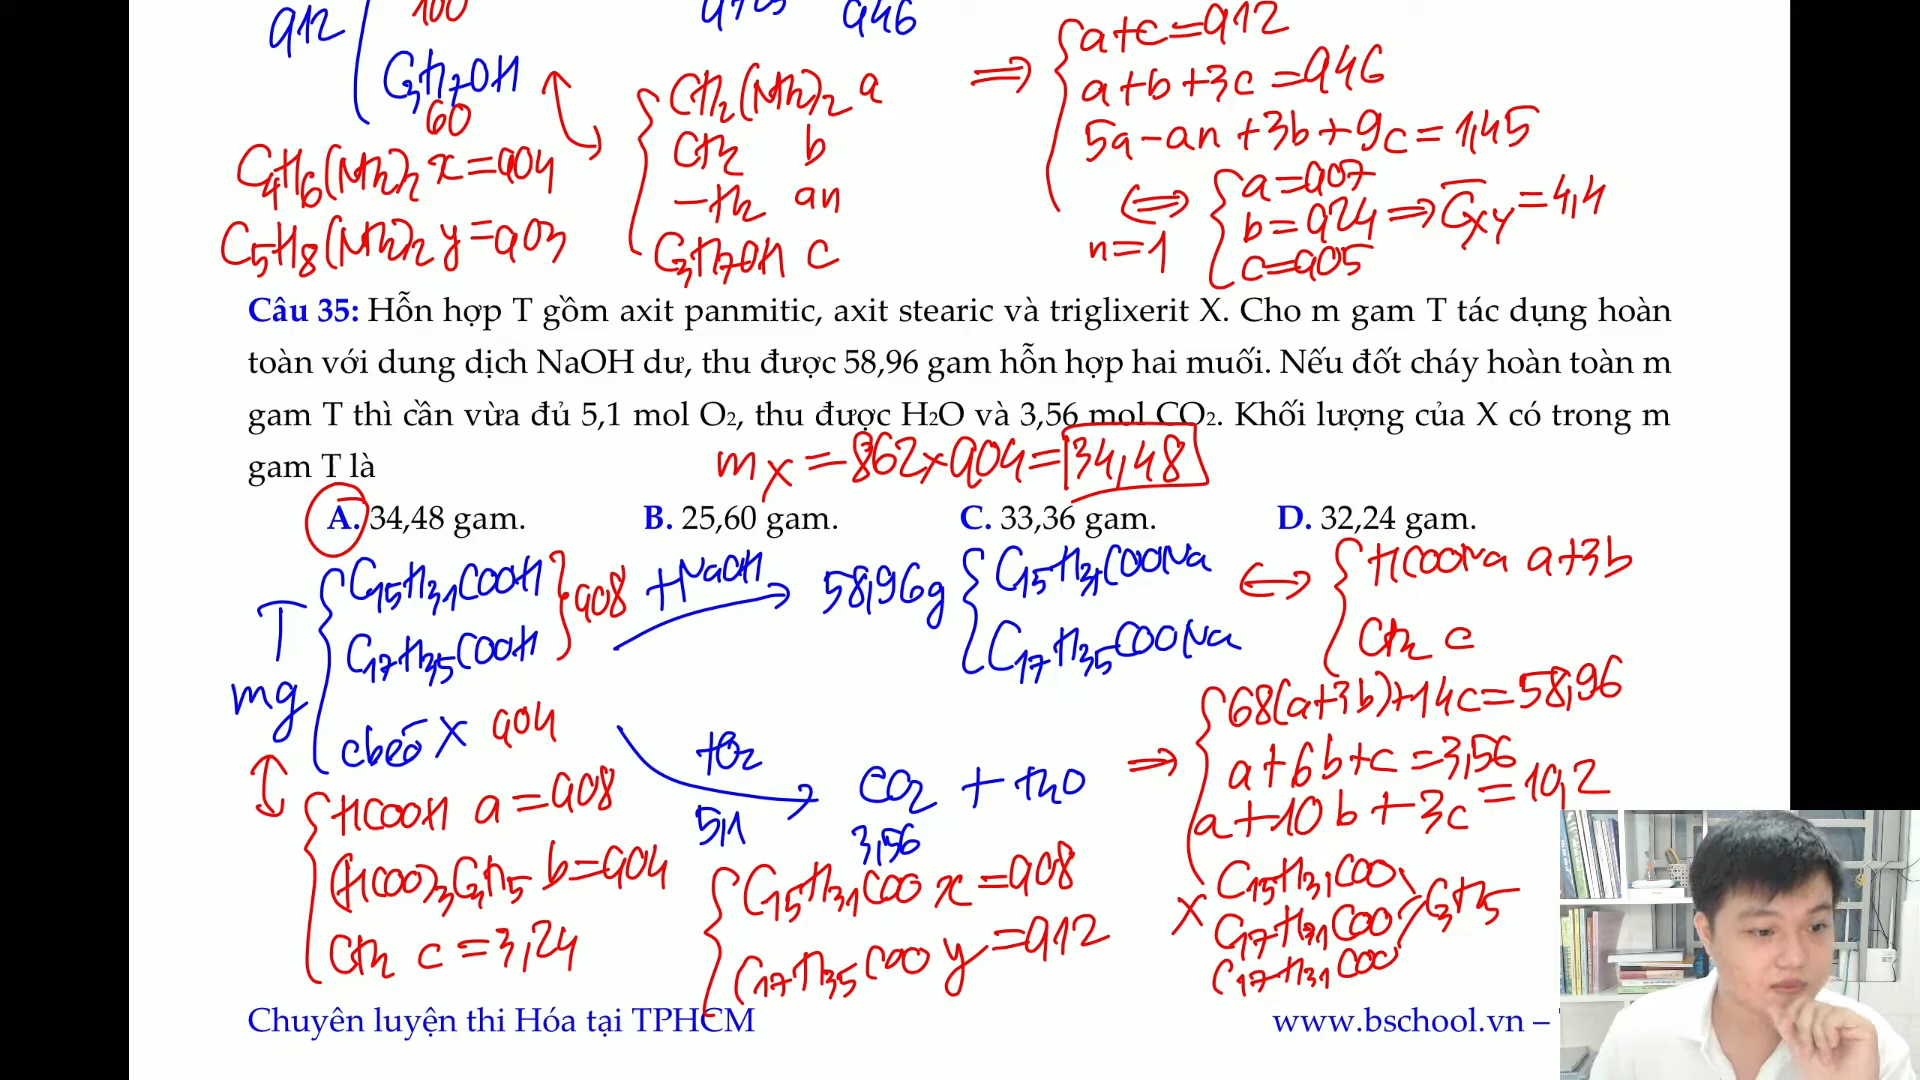 0,12
100
C3H7OH
60
0,46
a+c=0,12
a+b+3c=0,46
5a-an+3b+9c=1,45
CH2(NH2)2 a
CH2 b
-H2 an
C3H7OH c
C4H6(NH2)2 x=0,04
C5H8(NH2)2 y=0,03
⇒
⇔
n=1
a=0,07
b=0,24 ⇒ C̅XY=4,4
c=0,05
Câu 35: Hỗn hợp T gồm axit panmitic, axit stearic và triglixerit X. Cho m gam T tác dụng hoàn
toàn với dung dịch NaOH dư, thu được 58,96 gam hỗn hợp hai muối. Nếu đốt cháy hoàn toàn m
gam T thì cần vừa đủ 5,1 mol O2, thu được H2O và 3,56 mol CO2. Khối lượng của X có trong m
gam T là
mX=862×0,04=34,48
A. 34,48 gam. B. 25,60 gam. C. 33,36 gam. D. 32,24 gam.
T
mg
C15H31COOH
C17H35COOH
0,08
cbéo X 0,04
+NaOH
58,96g
C15H31COONa
C17H35COONa
HCOONa a+3b
CH2 c
+O2
5,1
CO2 + H2O
3,56
⇒
68(a+3b)+14c=58,96
a+6b+c=3,56
a+10b+3c=10,2
HCOOH a=0,08
(HCOO)3C3H5 b=0,04
CH2 c=3,24
C15H31COO x=0,08
C17H35COO y=0,12
X
C15H31COO
C17H31COO
C17H31COO
C3H5
Chuyên luyện thi Hóa tại TPHCM
www.bschool.vn –